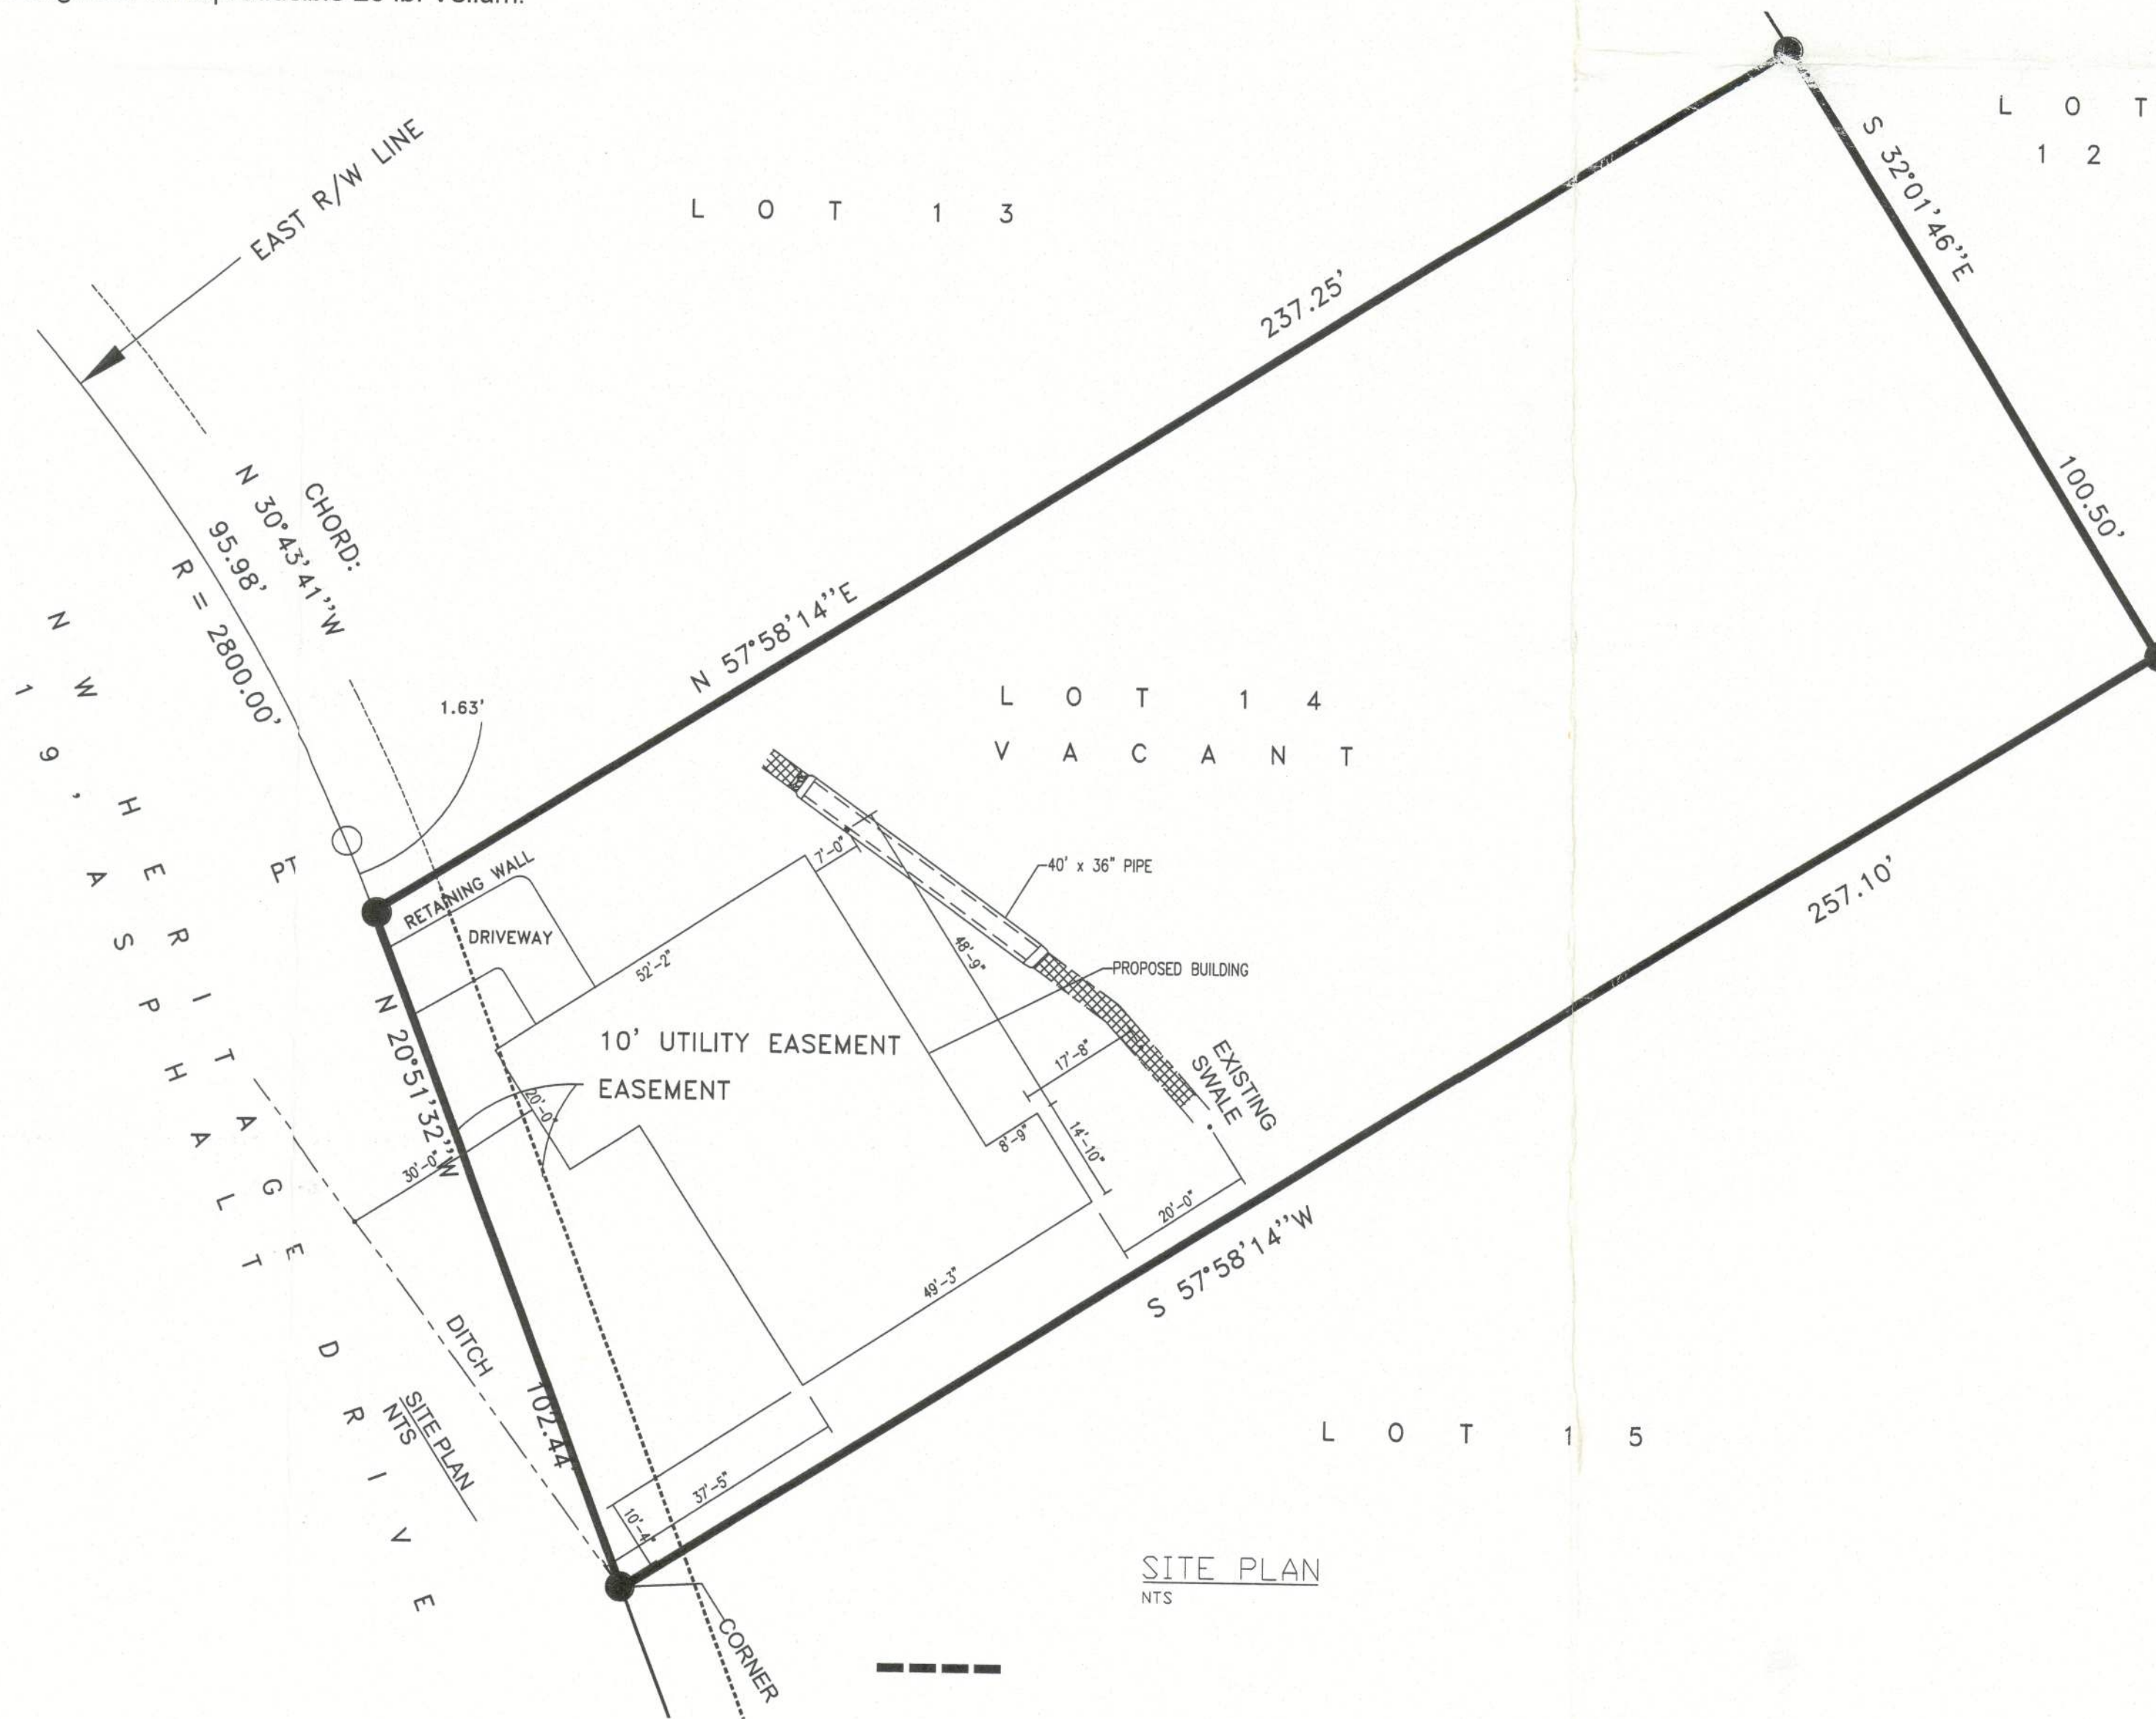 EAST R/W LINE
L O T 1 3
L O T
1 2
S 32°01'46''E
100.50'
237.25'
N 57°58'14''E
CHORD:
N 30°43'41''W
95.98'
R = 2800.00'
1.63'
PT
N W H E R I T A G E D R I V E
1 9 ' A S P H A L T
L O T 1 4
V A C A N T
RETAINING WALL
DRIVEWAY
7'-0"
40' x 36" PIPE
52'-2"
48'-9"
PROPOSED BUILDING
10' UTILITY EASEMENT
EASEMENT
N 20°51'32''W
102.44'
20'-0"
30'-0"
17'-8"
8'-9"
14'-10"
EXISTING
SWALE
20'-0"
49'-3"
257.10'
S 57°58'14''W
DITCH
SITE PLAN
NTS
37'-5"
10'-4"
L O T 1 5
SITE PLAN
NTS
CORNER